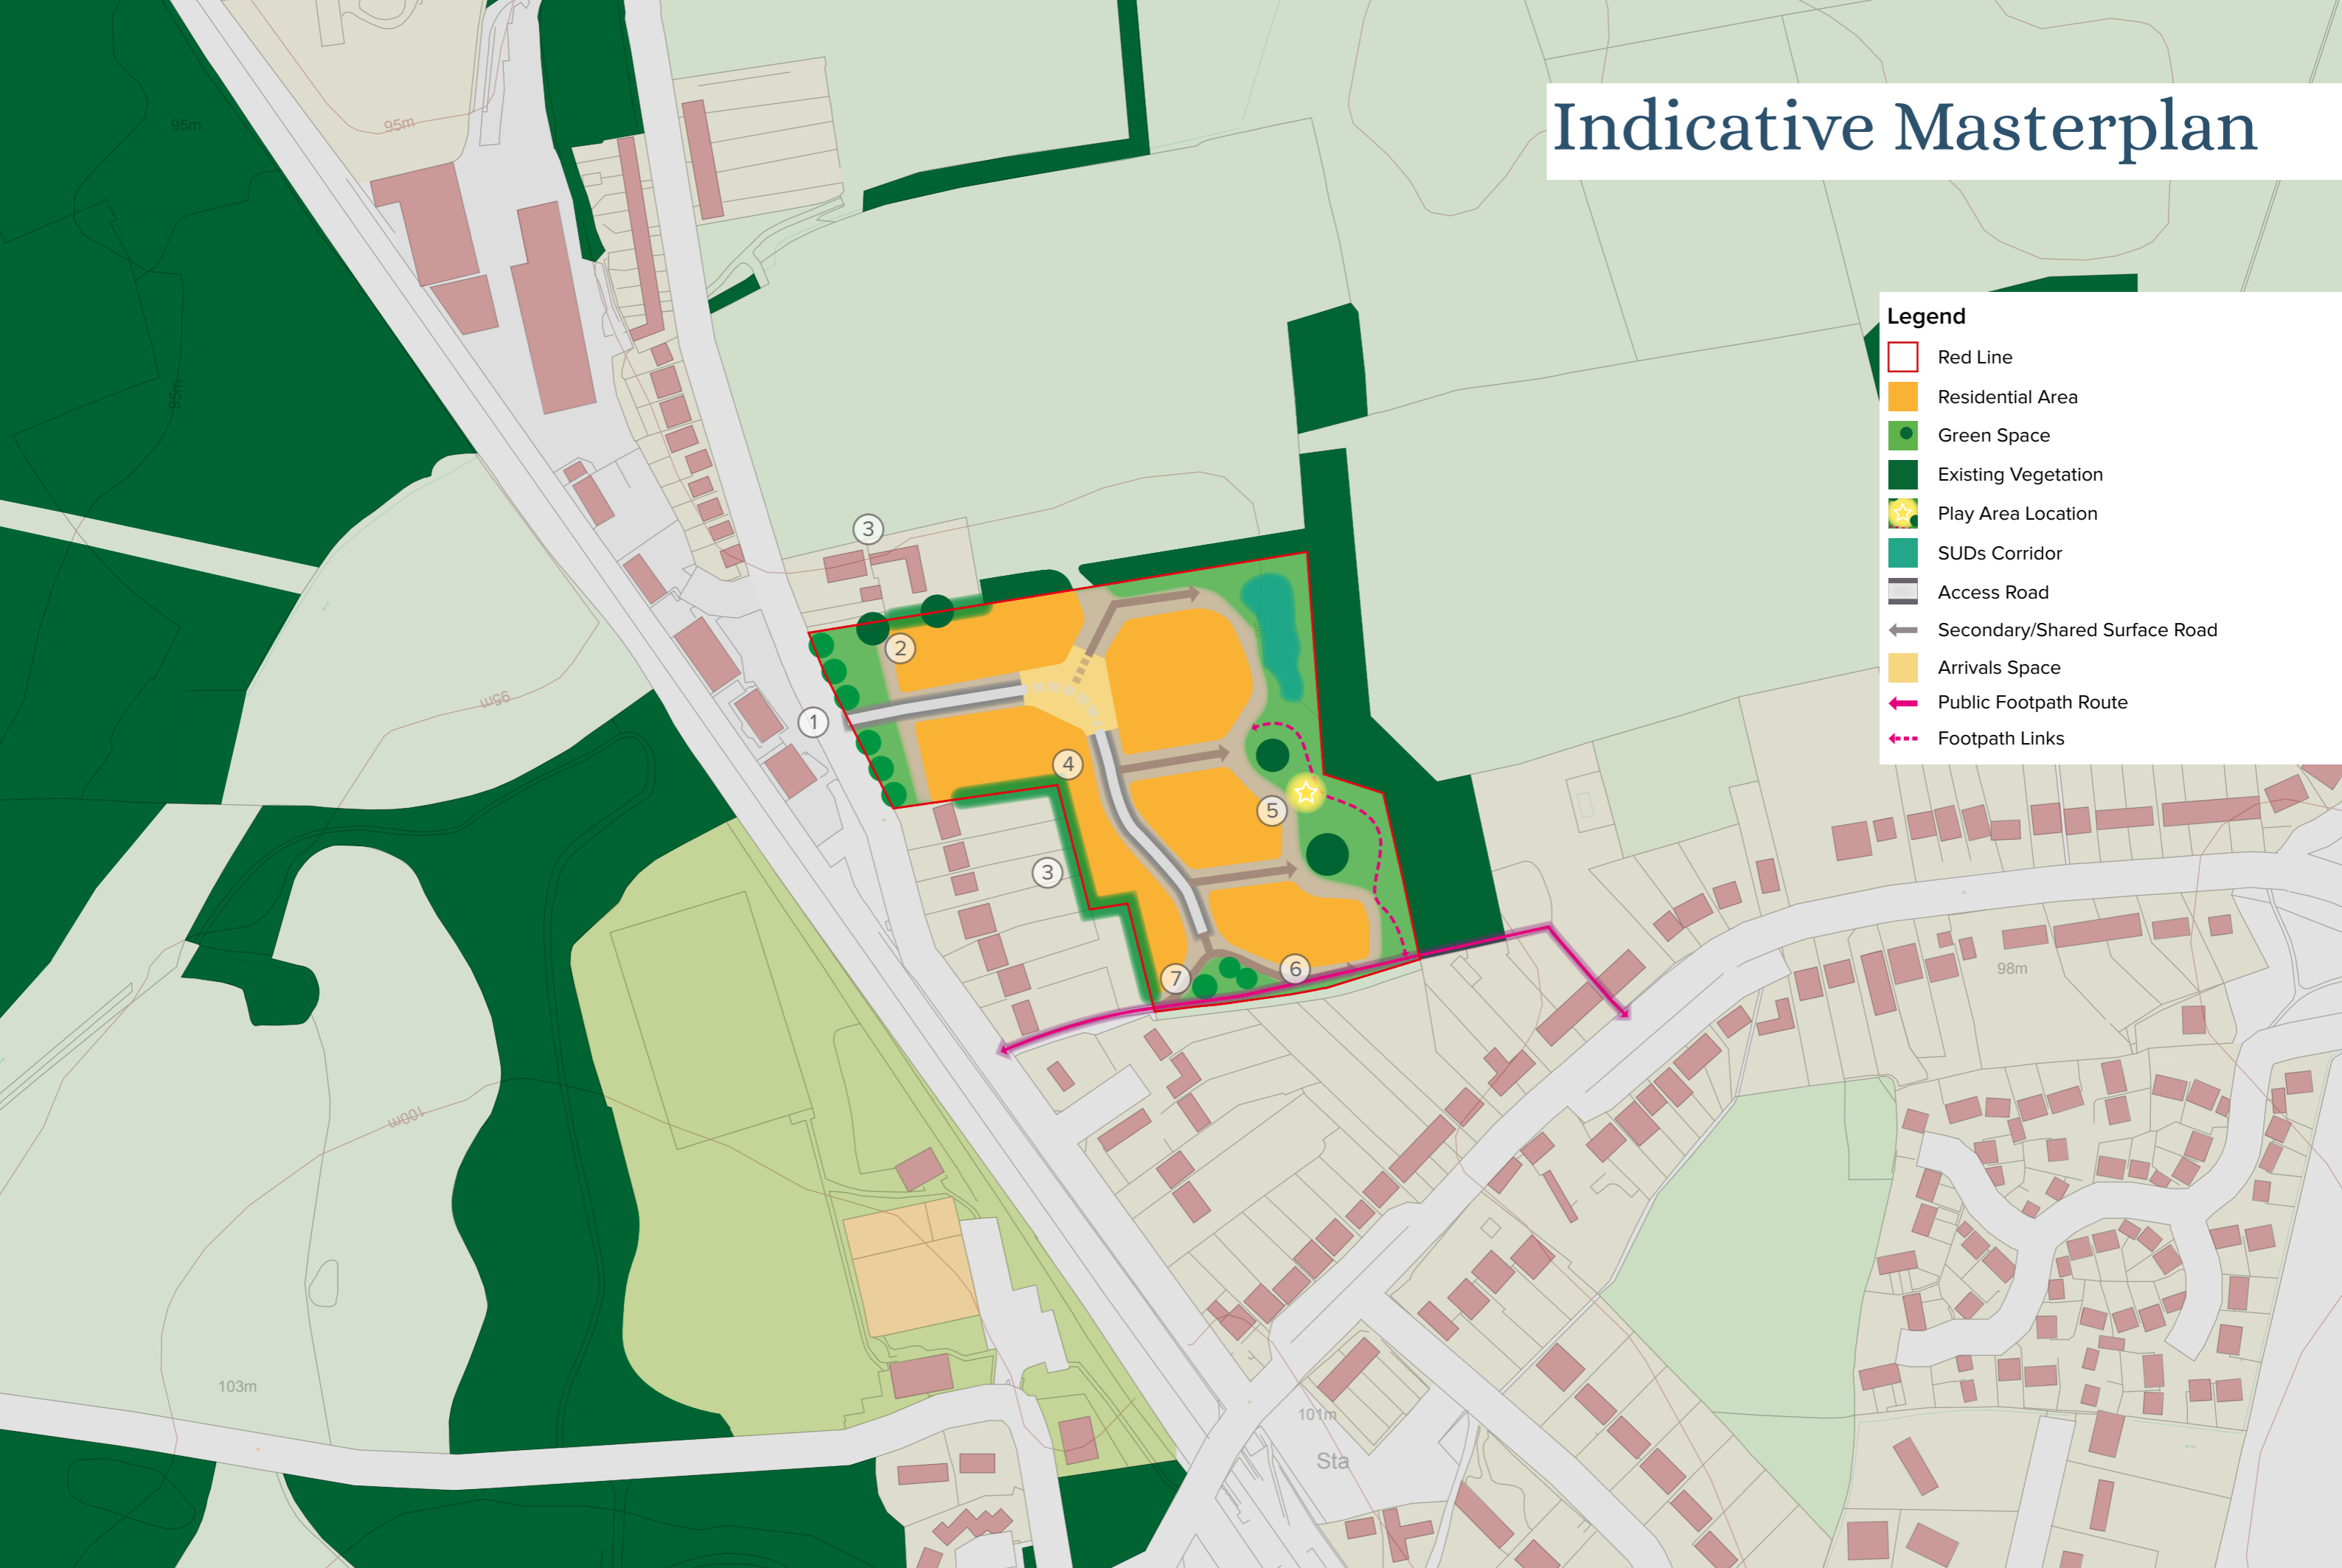 Indicative Masterplan
Legend
Red Line
Residential Area
Green Space
Existing Vegetation
Play Area Location
SUDs Corridor
Access Road
Secondary/Shared Surface Road
Arrivals Space
Public Footpath Route
Footpath Links
95m
95m
95m
3
2
95m
1
4
5
3
6
7
98m
100m
103m
101m
Sta